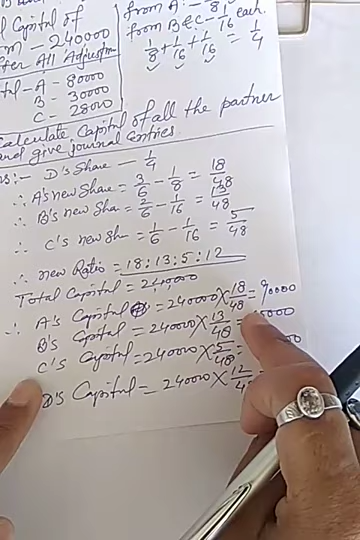 Capital of
m - 240000
After All Adjustm
tal - A - 80000
B = 30000
C = 28000
from A :- 1/8
from B & C - 1/16 each.
1/8 + 1/16 + 1/16 = 1/4
Calculate Capital of all the partner
and give journal Entries.
ns:- D's Share - 1/4
∴ A's new Share = 3/6 - 1/8 = 18/48
∴ B's new Sha = 2/6 - 1/16 = 13/48
∴ C's new Sh = 1/6 - 1/16 = 5/48
∴ new Ratio = 18:13:5:12
Total Capital = 240000
∴ A's Capital = 240000 × 18/48 = 90000
B's Capital = 240000 × 13/48 = 5000
C's Capital = 240000 × 5/48 = 00
D's Capital = 240000 × 12/4